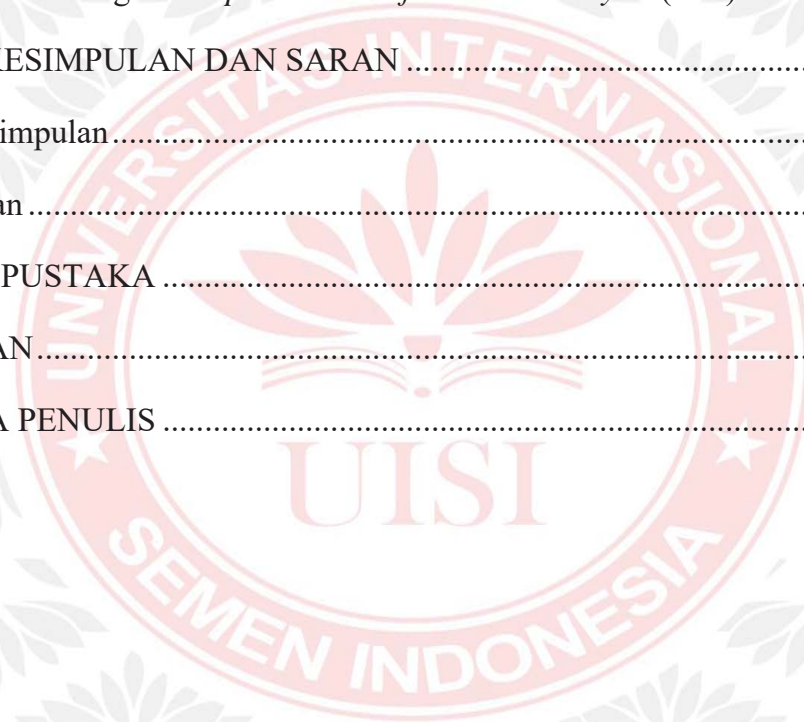 KESIMPULAN DAN SARAN ........................................
impulan ........................................
an ........................................
PUSTAKA ........................................
AN ........................................
A PENULIS ........................................
UNIVERSITAS INTERNASIONAL
UISI
SEMEN INDONESIA